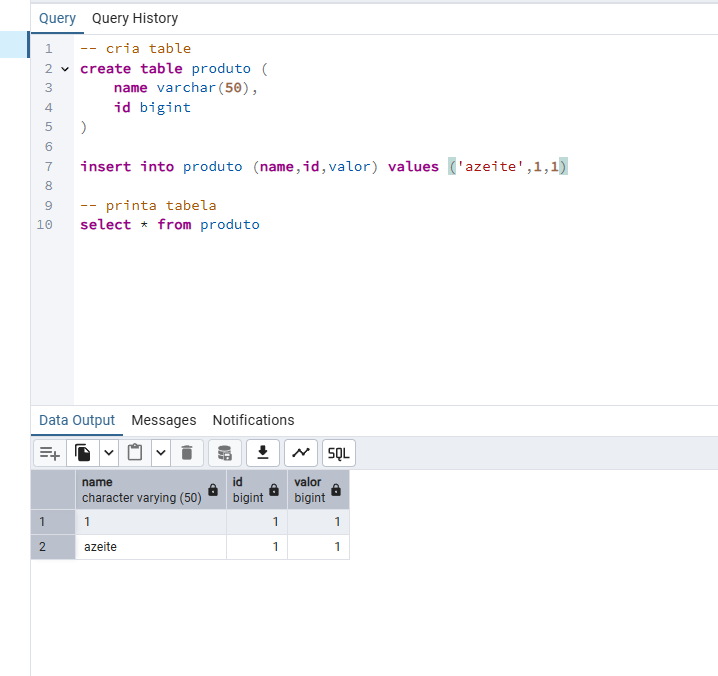 Query Query History
1 -- cria table
2 create table produto (
3 name varchar(50),
4 id bigint
5 )
6
7 insert into produto (name,id,valor) values ('azeite',1,1)
8
9 -- printa tabela
10 select * from produto
Data Output Messages Notifications
SQL
name id valor
character varying (50) bigint bigint
1 1 1 1
2 azeite 1 1